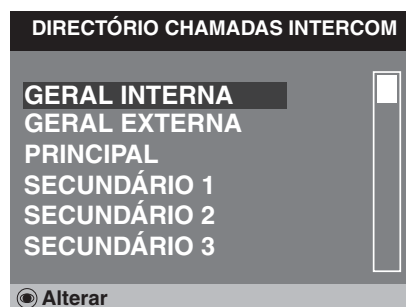 DIRECTÓRIO CHAMADAS INTERCOM
GERAL INTERNA
GERAL EXTERNA
PRINCIPAL
SECUNDÁRIO 1
SECUNDÁRIO 2
SECUNDÁRIO 3
Alterar